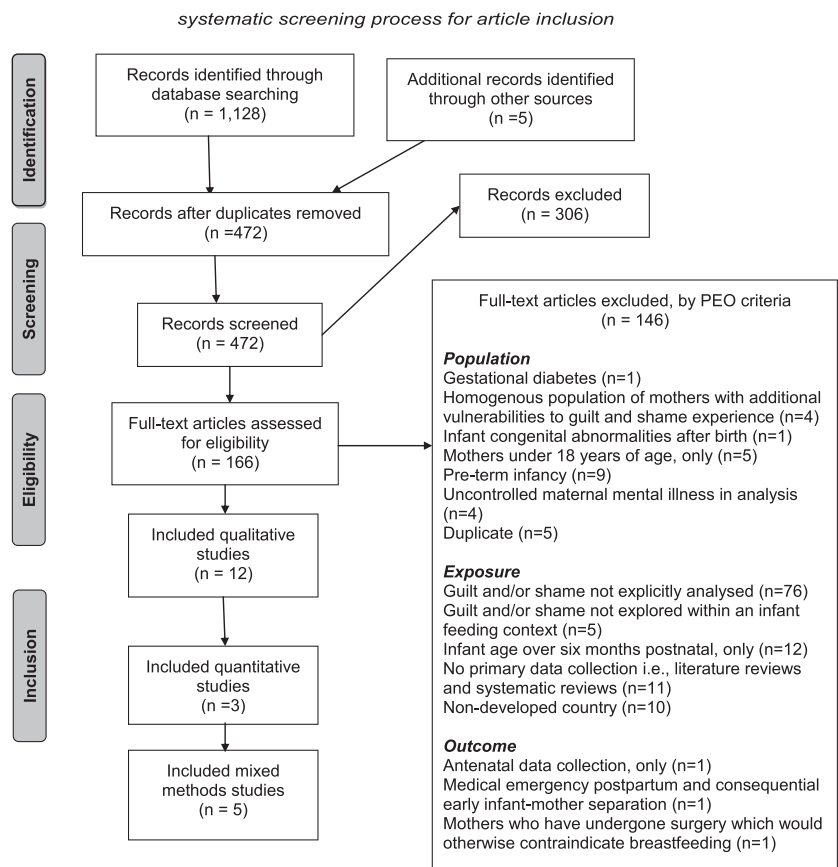 systematic screening process for article inclusion
Identification
Records identified through
database searching
(n = 1,128)
Additional records identified
through other sources
(n =5)
Records after duplicates removed
(n =472)
Records excluded
(n = 306)
Screening
Records screened
(n = 472)
Eligibility
Full-text articles assessed
for eligibility
(n = 166)
Full-text articles excluded, by PEO criteria
(n = 146)
Population
Gestational diabetes (n=1)
Homogenous population of mothers with additional
vulnerabilities to guilt and shame experience (n=4)
Infant congenital abnormalities after birth (n=1)
Mothers under 18 years of age, only (n=5)
Pre-term infancy (n=9)
Uncontrolled maternal mental illness in analysis
(n=4)
Duplicate (n=5)
Exposure
Guilt and/or shame not explicitly analysed (n=76)
Guilt and/or shame not explored within an infant
feeding context (n=5)
Infant age over six months postnatal, only (n=12)
No primary data collection i.e., literature reviews
and systematic reviews (n=11)
Non-developed country (n=10)
Outcome
Antenatal data collection, only (n=1)
Medical emergency postpartum and consequential
early infant-mother separation (n=1)
Mothers who have undergone surgery which would
otherwise contraindicate breastfeeding (n=1)
Included qualitative
studies
n = 12)
Inclusion
Included quantitative
studies
(n =3)
Included mixed
methods studies
(n = 5)